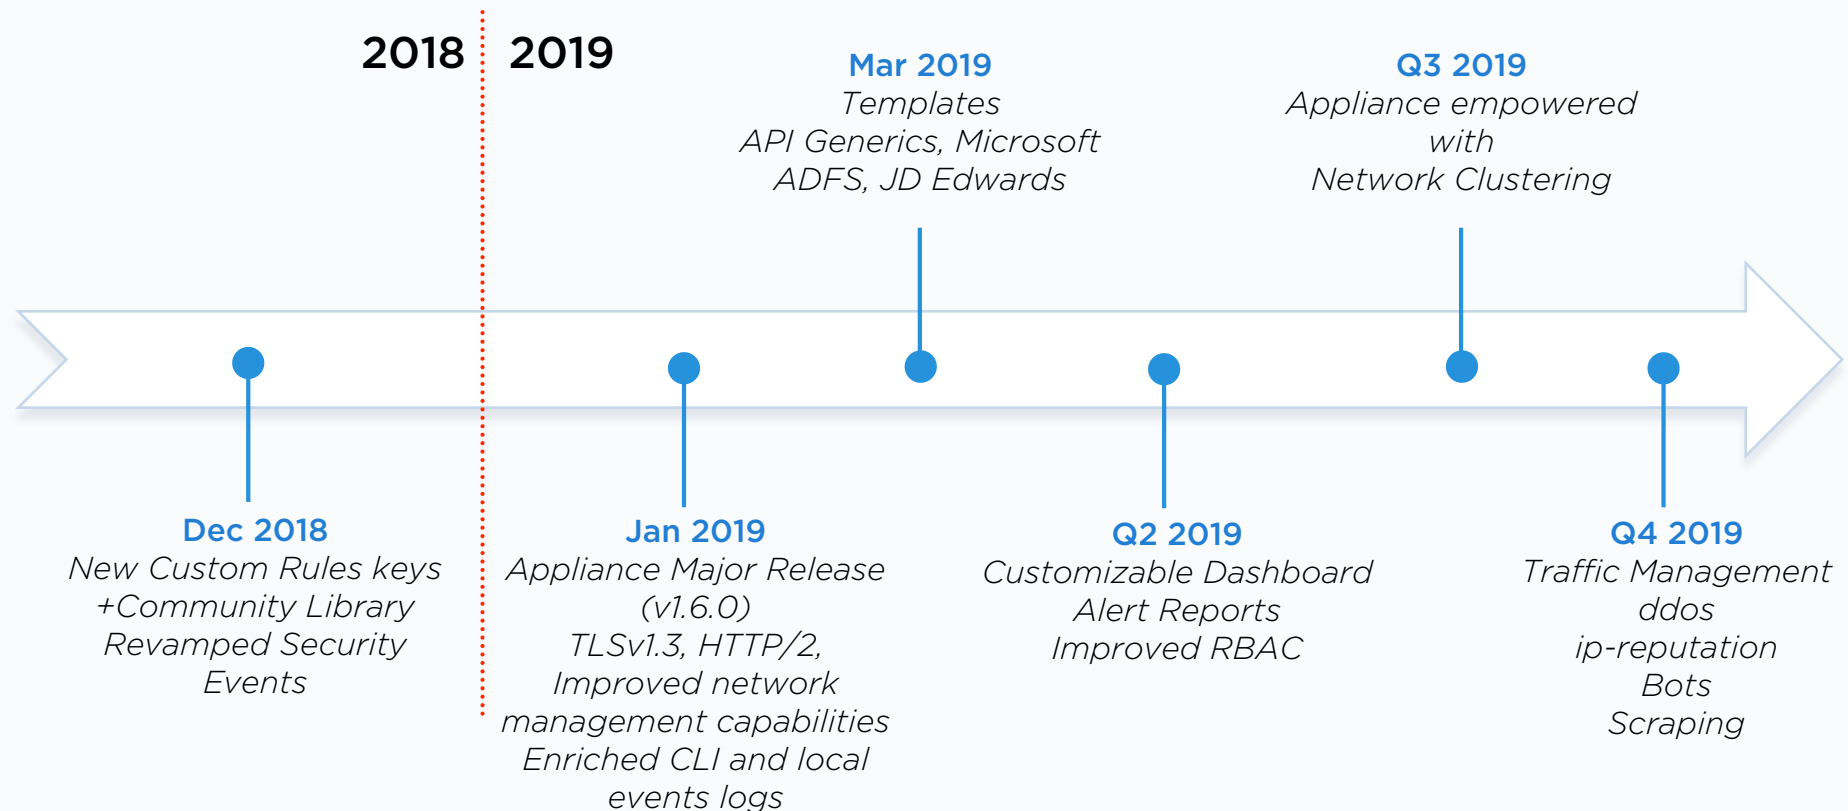 2018
2019
Mar 2019
Templates
API Generics, Microsoft
ADFS, JD Edwards
Q3 2019
Appliance empowered
with
Network Clustering
Dec 2018
New Custom Rules keys
+Community Library
Revamped Security
Events
Jan 2019
Appliance Major Release
(v1.6.0)
TLSv1.3, HTTP/2,
Improved network
management capabilities
Enriched CLI and local
events logs
Q2 2019
Customizable Dashboard
Alert Reports
Improved RBAC
Q4 2019
Traffic Management
ddos
ip-reputation
Bots
Scraping